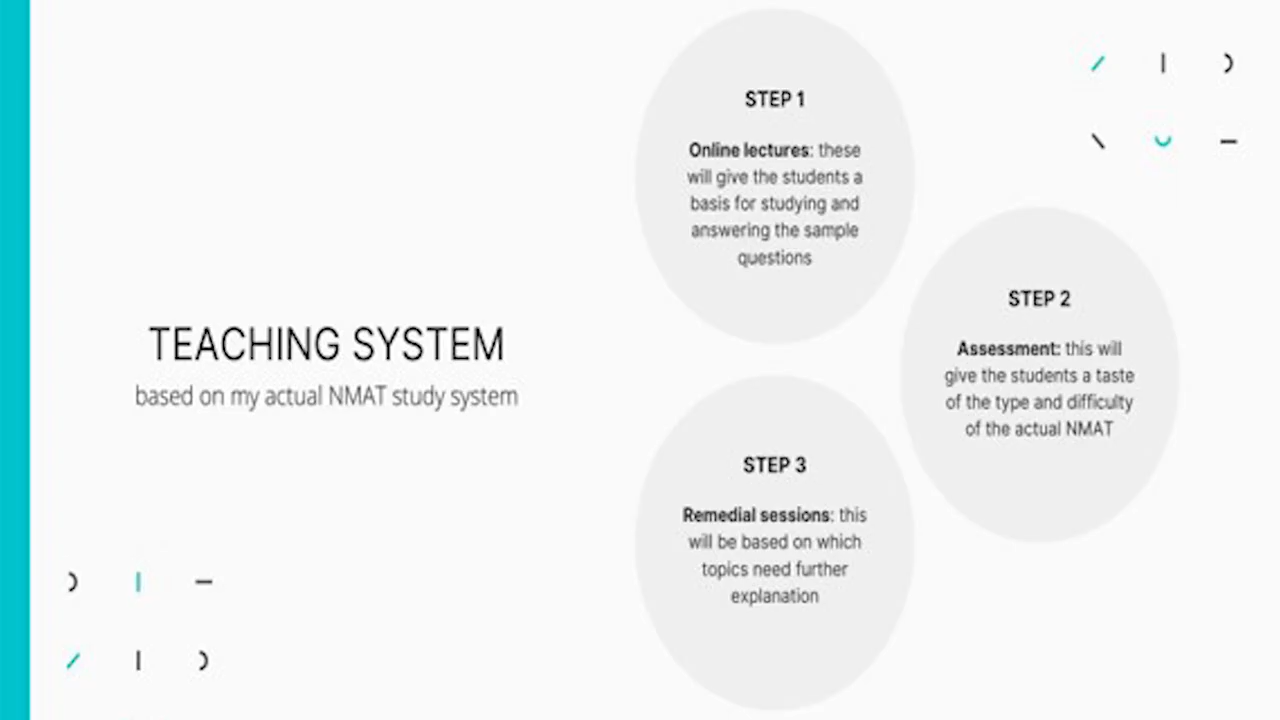 TEACHING SYSTEM
based on my actual NMAT study system
STEP 1
Online lectures: these
will give the students a
basis for studying and
answering the sample
questions
STEP 2
Assessment: this will
give the students a taste
of the type and difficulty
of the actual NMAT
STEP 3
Remedial sessions: this
will be based on which
topics need further
explanation